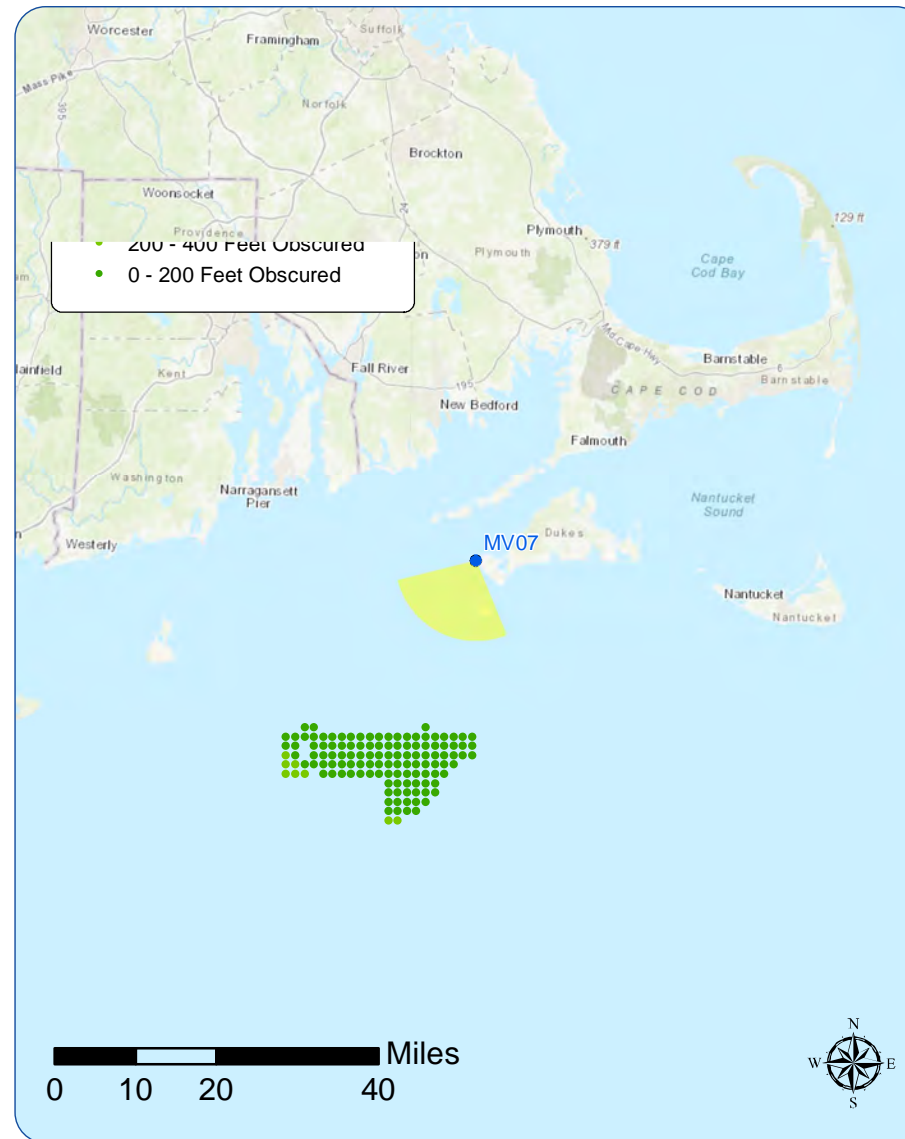 Worcester
Framingham
Suffolk
Mass Pike
395
Norfolk
Brockton
Woonsocket
24
Providence
Plymouth
379 ft
129 ft
200 - 400 Feet Obscured
on
Plymouth
Cape
Cod Bay
0 - 200 Feet Obscured
Mid-Cape Hwy
lainfield
Kent
Fall River
195
Barnstable
6
Barnstable
CAPE COD
New Bedford
Falmouth
Washington
Narragansett
Pier
Nantucket
Sound
n
Westerly
MV07
Dukes
Nantucket
Nantucket
Miles
0 10 20 40
N
W E
S